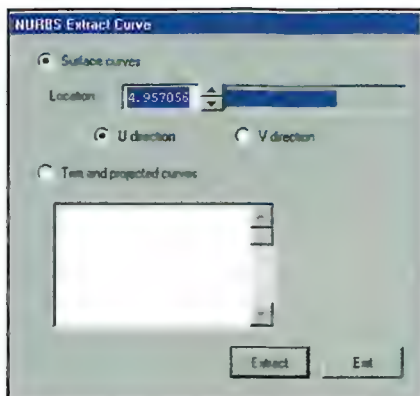 NURBS Extract Curve
Surface curves
Location 4.957056
U direction V direction
Trim and projected curves
Extract Exit